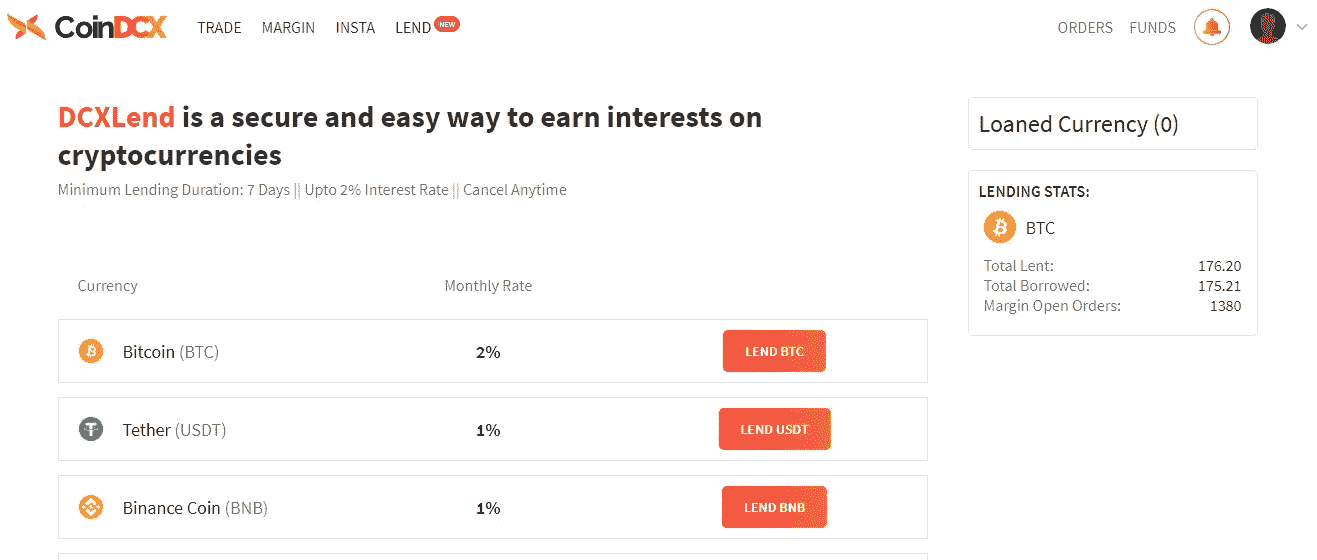 CoinDCX TRADE MARGIN INSTA LEND NEW ORDERS FUNDS
DCXLend is a secure and easy way to earn interests on
cryptocurrencies
Minimum Lending Duration: 7 Days || Upto 2% Interest Rate || Cancel Anytime
Currency Monthly Rate
Bitcoin (BTC) 2% LEND BTC
Tether (USDT) 1% LEND USDT
Binance Coin (BNB) 1% LEND BNB
Loaned Currency (0)
LENDING STATS:
BTC
Total Lent: 176.20
Total Borrowed: 175.21
Margin Open Orders: 1380